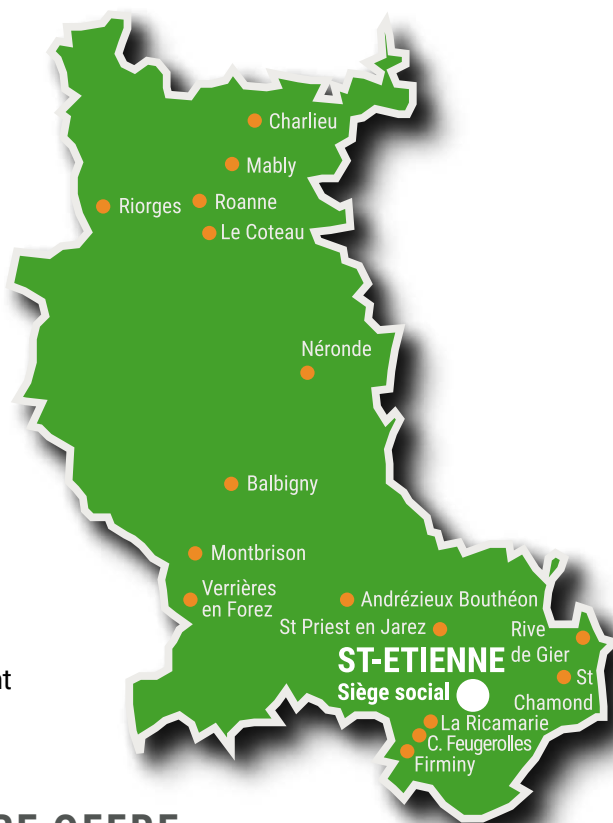 Charlieu
Mably
Riorges
Roanne
Le Coteau
Néronde
Balbigny
Montbrison
Verrières
en Forez
Andrézieux Bouthéon
St Priest en Jarez
Rive
de Gier
ST-ETIENNE
Siège social
St
Chamond
La Ricamarie
C. Feugerolles
Firminy